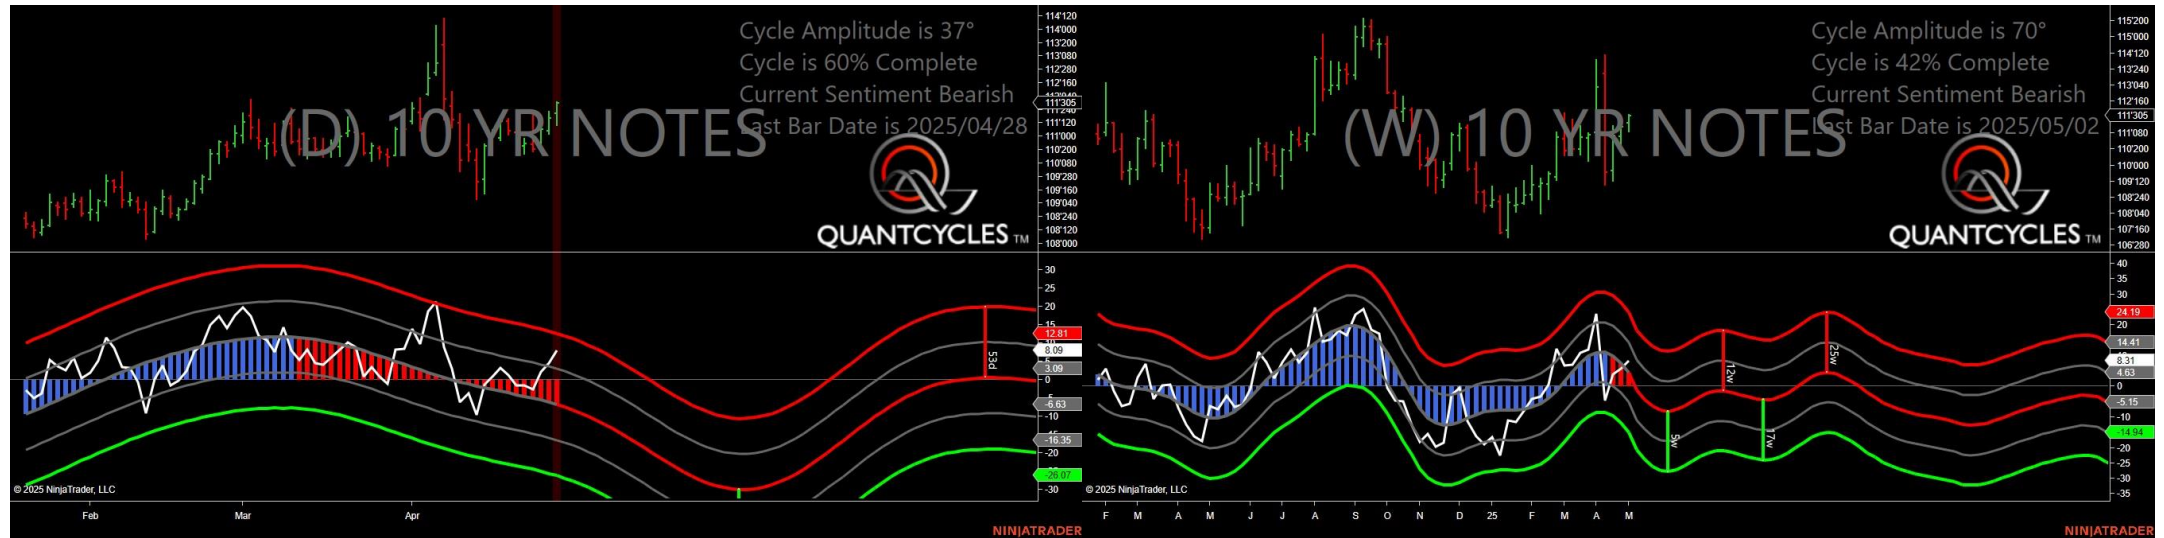 Cycle Amplitude is 37°
Cycle is 60% Complete
Current Sentiment Bearish
Last Bar Date is 2025/04/28
(D) 10 YR NOTES
QUANTCYCLES TM
114'120
114'000
113'200
113'080
112'280
112'160
111'305
111'240
111'120
111'000
110'200
110'080
109'280
109'160
109'040
108'240
108'120
108'000
30
25
20
15
12.81
8.09
3.09
0
-6.63
-10
-16.35
-20
-26.07
-30
53d
© 2025 NinjaTrader, LLC
Feb Mar Apr
NINJATRADER
Cycle Amplitude is 70°
Cycle is 42% Complete
Current Sentiment Bearish
Last Bar Date is 2025/05/02
(W) 10 YR NOTES
QUANTCYCLES TM
115'200
115'000
114'120
113'240
113'040
112'160
111'305
111'080
110'200
110'000
109'120
108'240
108'040
107'160
106'280
40
35
30
24.19
20
14.41
8.31
4.63
0
-5.15
-10
-14.94
-20
-25
-30
-35
5w
12w
17w
25w
© 2025 NinjaTrader, LLC
F M A M J J A S O N D 25 F M A M
NINJATRADER